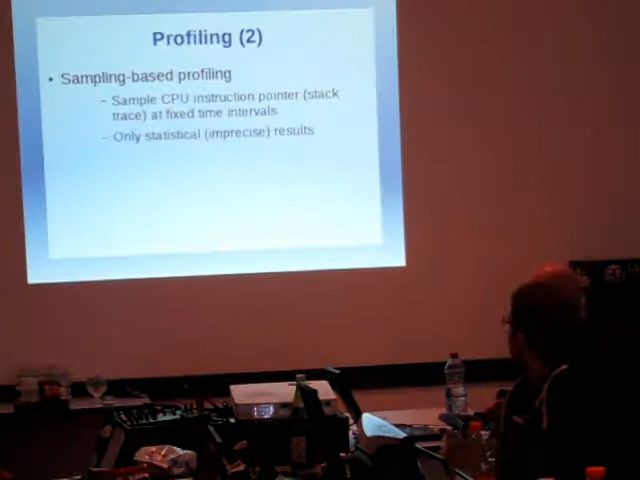 Profiling (2)
• Sampling-based profiling
– Sample CPU instruction pointer (stack
trace) at fixed time intervals
– Only statistical (imprecise) results